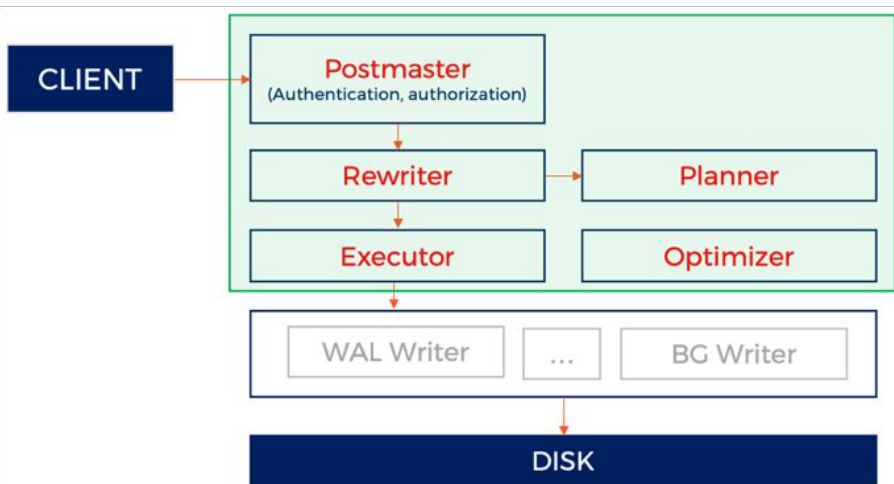 CLIENT
Postmaster
(Authentication, authorization)
Rewriter
Planner
Executor
Optimizer
WAL Writer
...
BG Writer
DISK